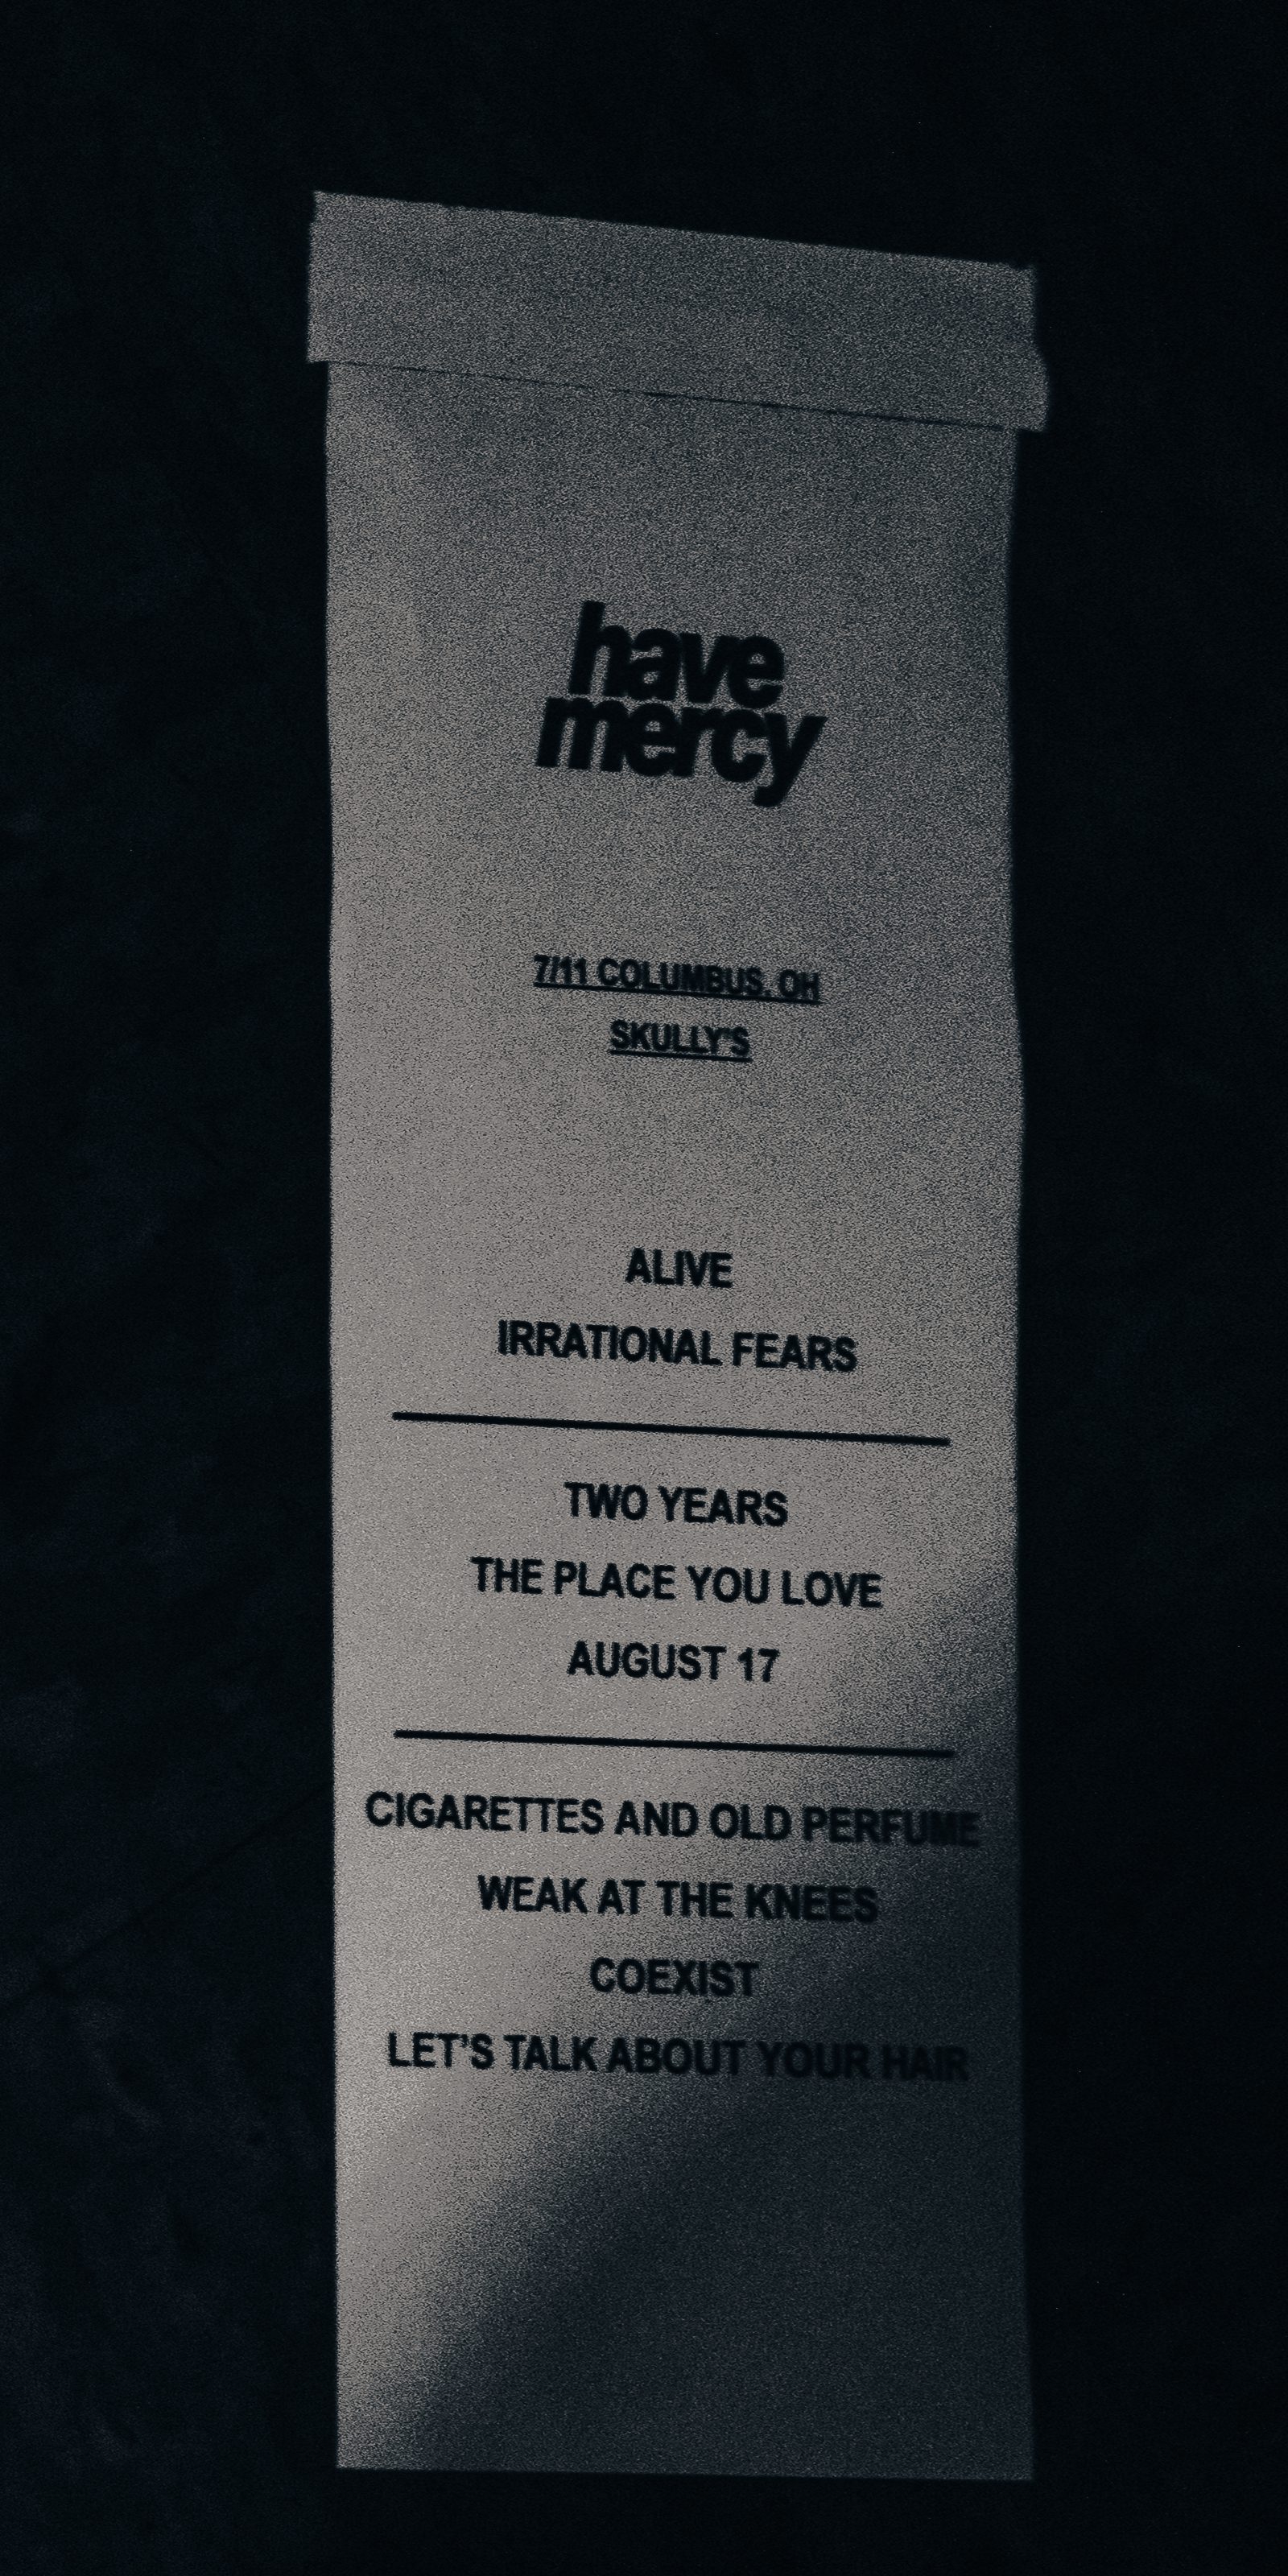 have
mercy
7/11 COLUMBUS, OH
SKULLY'S
ALIVE
IRRATIONAL FEARS
TWO YEARS
THE PLACE YOU LOVE
AUGUST 17
CIGARETTES AND OLD PERFUME
WEAK AT THE KNEES
COEXIST
LET'S TALK ABOUT YOUR HAIR